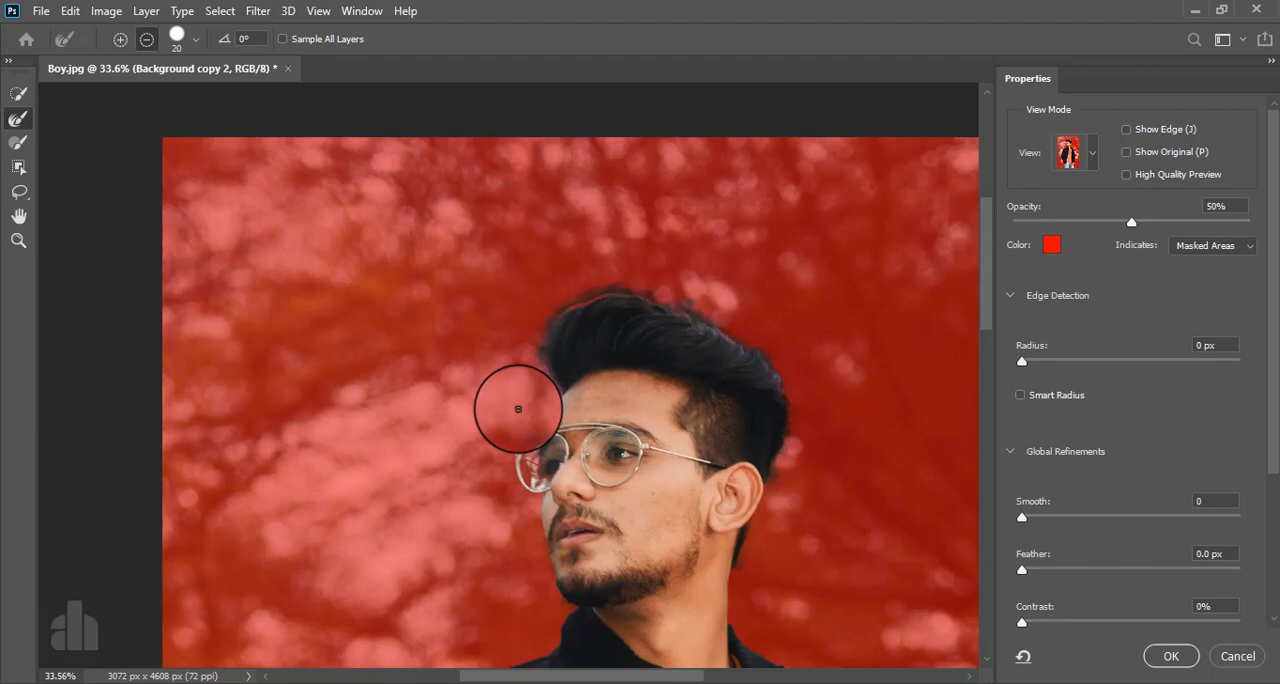 Ps File Edit Image Layer Type Select Filter 3D View Window Help
20 0° Sample All Layers
Boy.jpg @ 33.6% (Background copy 2, RGB/8) * ×
Properties
View Mode
Show Edge (J)
View: Show Original (P)
High Quality Preview
Opacity: 50%
Color: Indicates: Masked Areas
Edge Detection
Radius: 0 px
Smart Radius
Global Refinements
Smooth: 0
Feather: 0.0 px
Contrast: 0%
ah
OK Cancel
33.56% 3072 px x 4608 px (72 ppi)